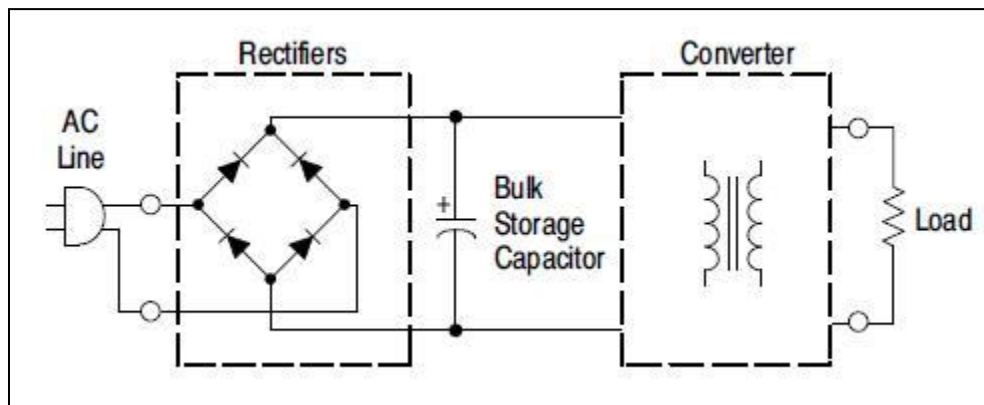 Rectifiers
Converter
AC
Line
+
Bulk
Storage
Capacitor
Load